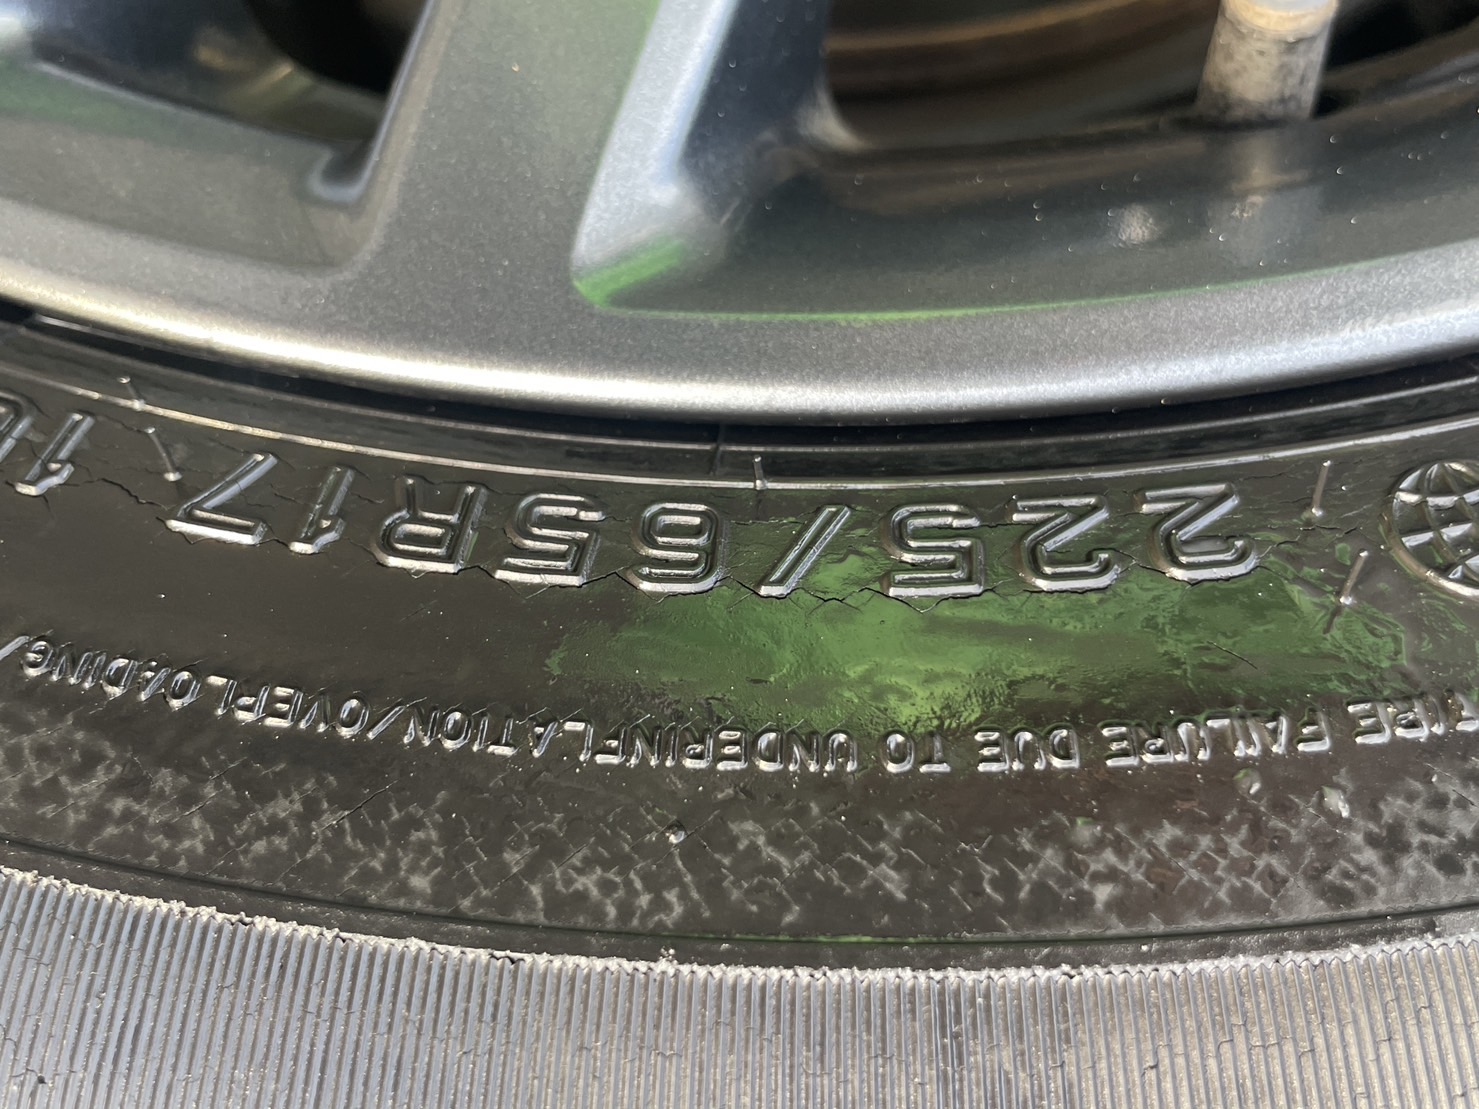 225/65R17
TIRE FAILURE DUE TO UNDERINFLATION/OVERLOADING/